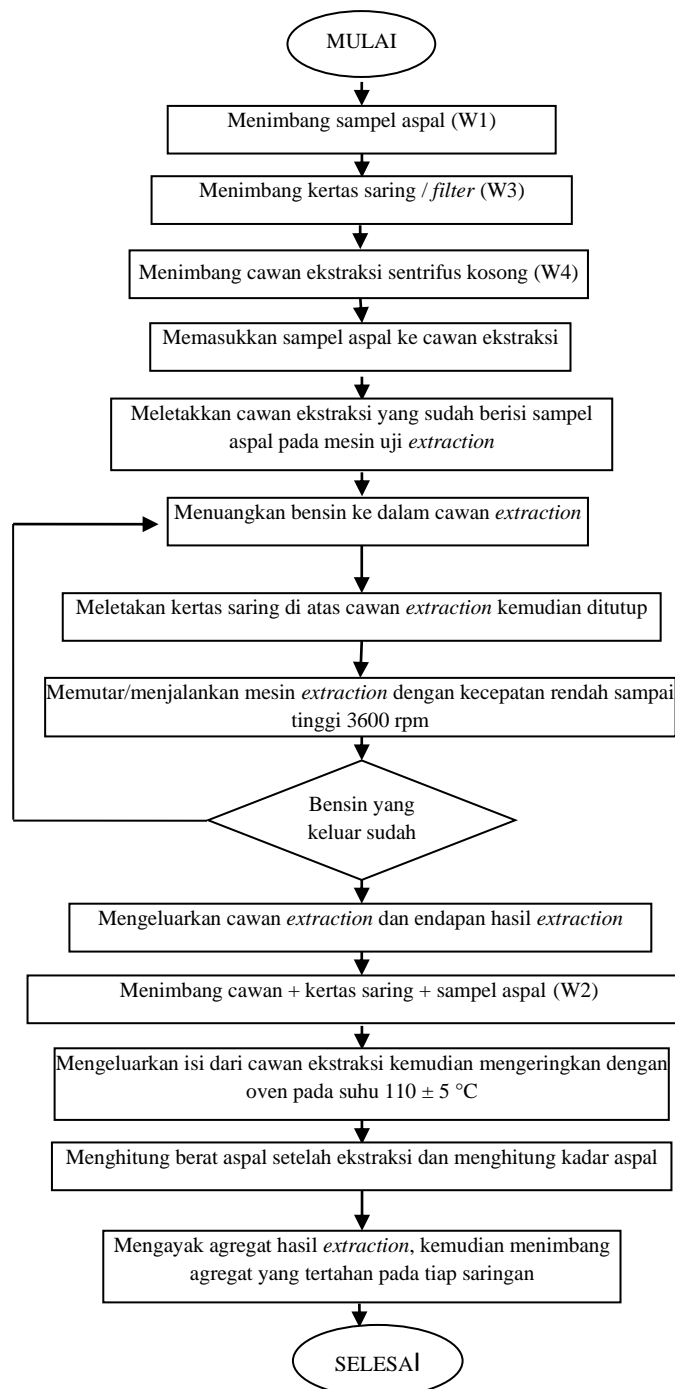 MULAI
Menimbang sampel aspal (W1)
Menimbang kertas saring / filter (W3)
Menimbang cawan ekstraksi sentrifus kosong (W4)
Memasukkan sampel aspal ke cawan ekstraksi
Meletakkan cawan ekstraksi yang sudah berisi sampel
aspal pada mesin uji extraction
Menuangkan bensin ke dalam cawan extraction
Meletakan kertas saring di atas cawan extraction kemudian ditutup
Memutar/menjalankan mesin extraction dengan kecepatan rendah sampai
tinggi 3600 rpm
Bensin yang
keluar sudah
Mengeluarkan cawan extraction dan endapan hasil extraction
Menimbang cawan + kertas saring + sampel aspal (W2)
Mengeluarkan isi dari cawan ekstraksi kemudian mengeringkan dengan
oven pada suhu 110 ± 5 °C
Menghitung berat aspal setelah ekstraksi dan menghitung kadar aspal
Mengayak agregat hasil extraction, kemudian menimbang
agregat yang tertahan pada tiap saringan
SELESAI